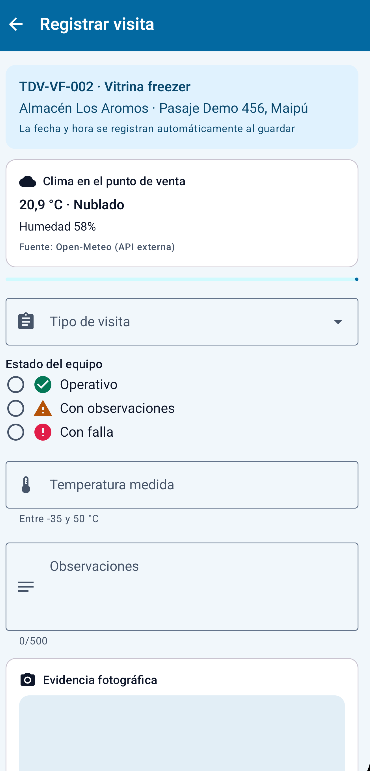 Registrar visita
TDV-VF-002 · Vitrina freezer
Almacén Los Aromos · Pasaje Demo 456, Maipú
La fecha y hora se registran automáticamente al guardar
Clima en el punto de venta
20,9 °C · Nublado
Humedad 58%
Fuente: Open-Meteo (API externa)
Tipo de visita
Estado del equipo
Operativo
Con observaciones
Con falla
Temperatura medida
Entre -35 y 50 °C
Observaciones
0/500
Evidencia fotográfica